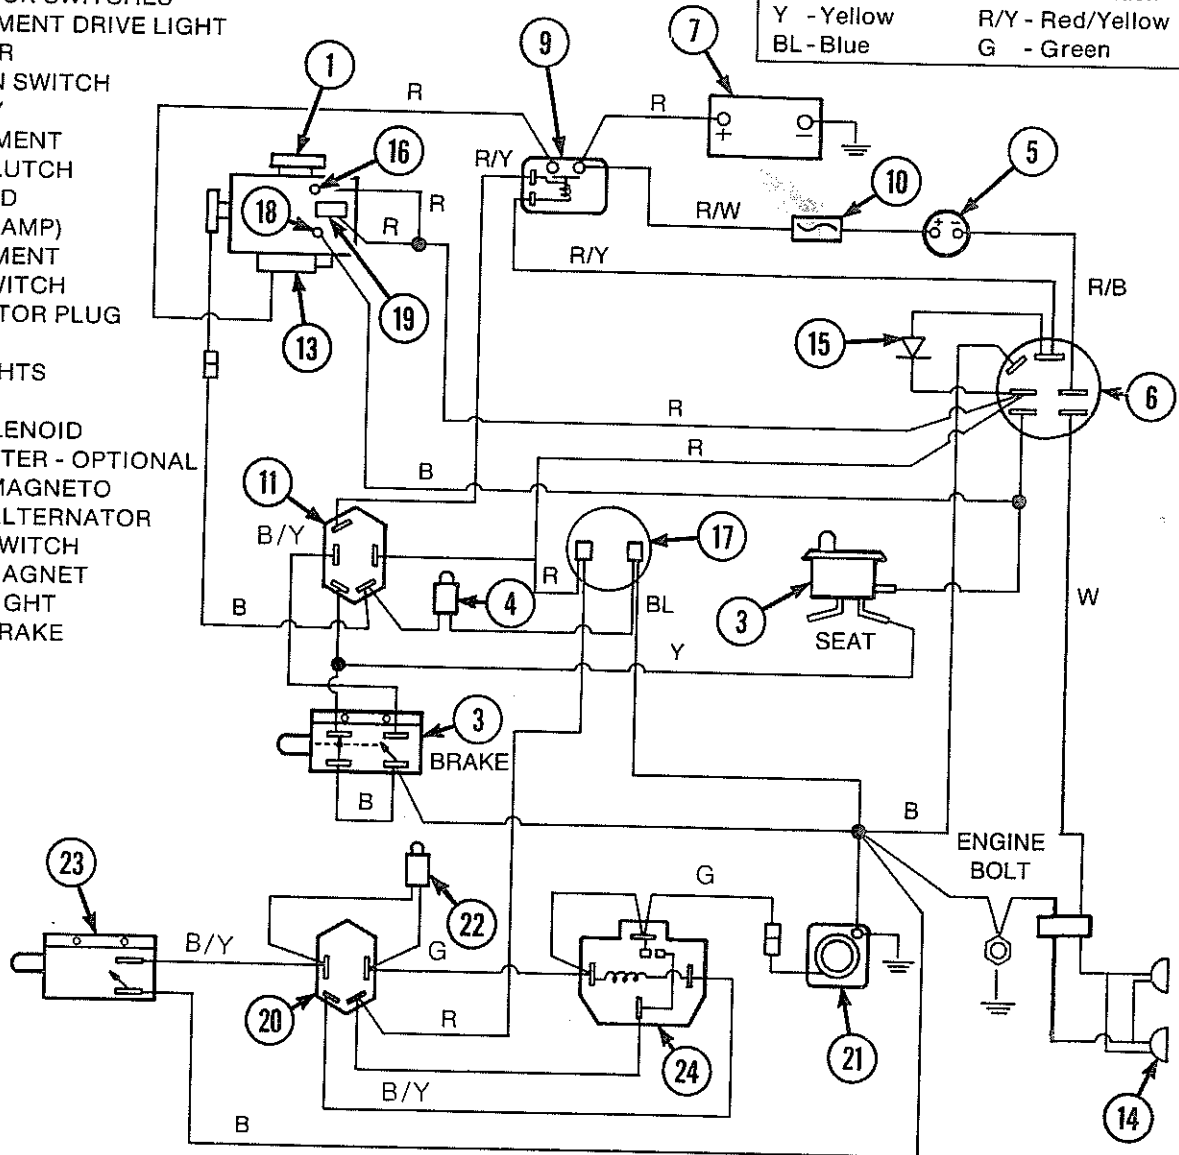 MENT DRIVE LIGHT
R
N SWITCH
MENT
LUTCH
D
AMP)
MENT
WITCH
TOR PLUG
HTS
LENOID
TER - OPTIONAL
MAGNETO
ALTERNATOR
WITCH
AGNET
IGHT
RAKE
Y - Yellow R/Y - Red/Yellow
BL - Blue G - Green
1
9
7
R
R
16
R/Y
5
10
R
18
R
R/W
R/Y
R/B
19
13
15
6
R
R
B
11
B/Y
17
R
4
BL
3
W
B
SEAT
Y
3
BRAKE
B
B
ENGINE
BOLT
23
22
G
B/Y
G
20
R
24
21
B/Y
14
B
+ −
+ -